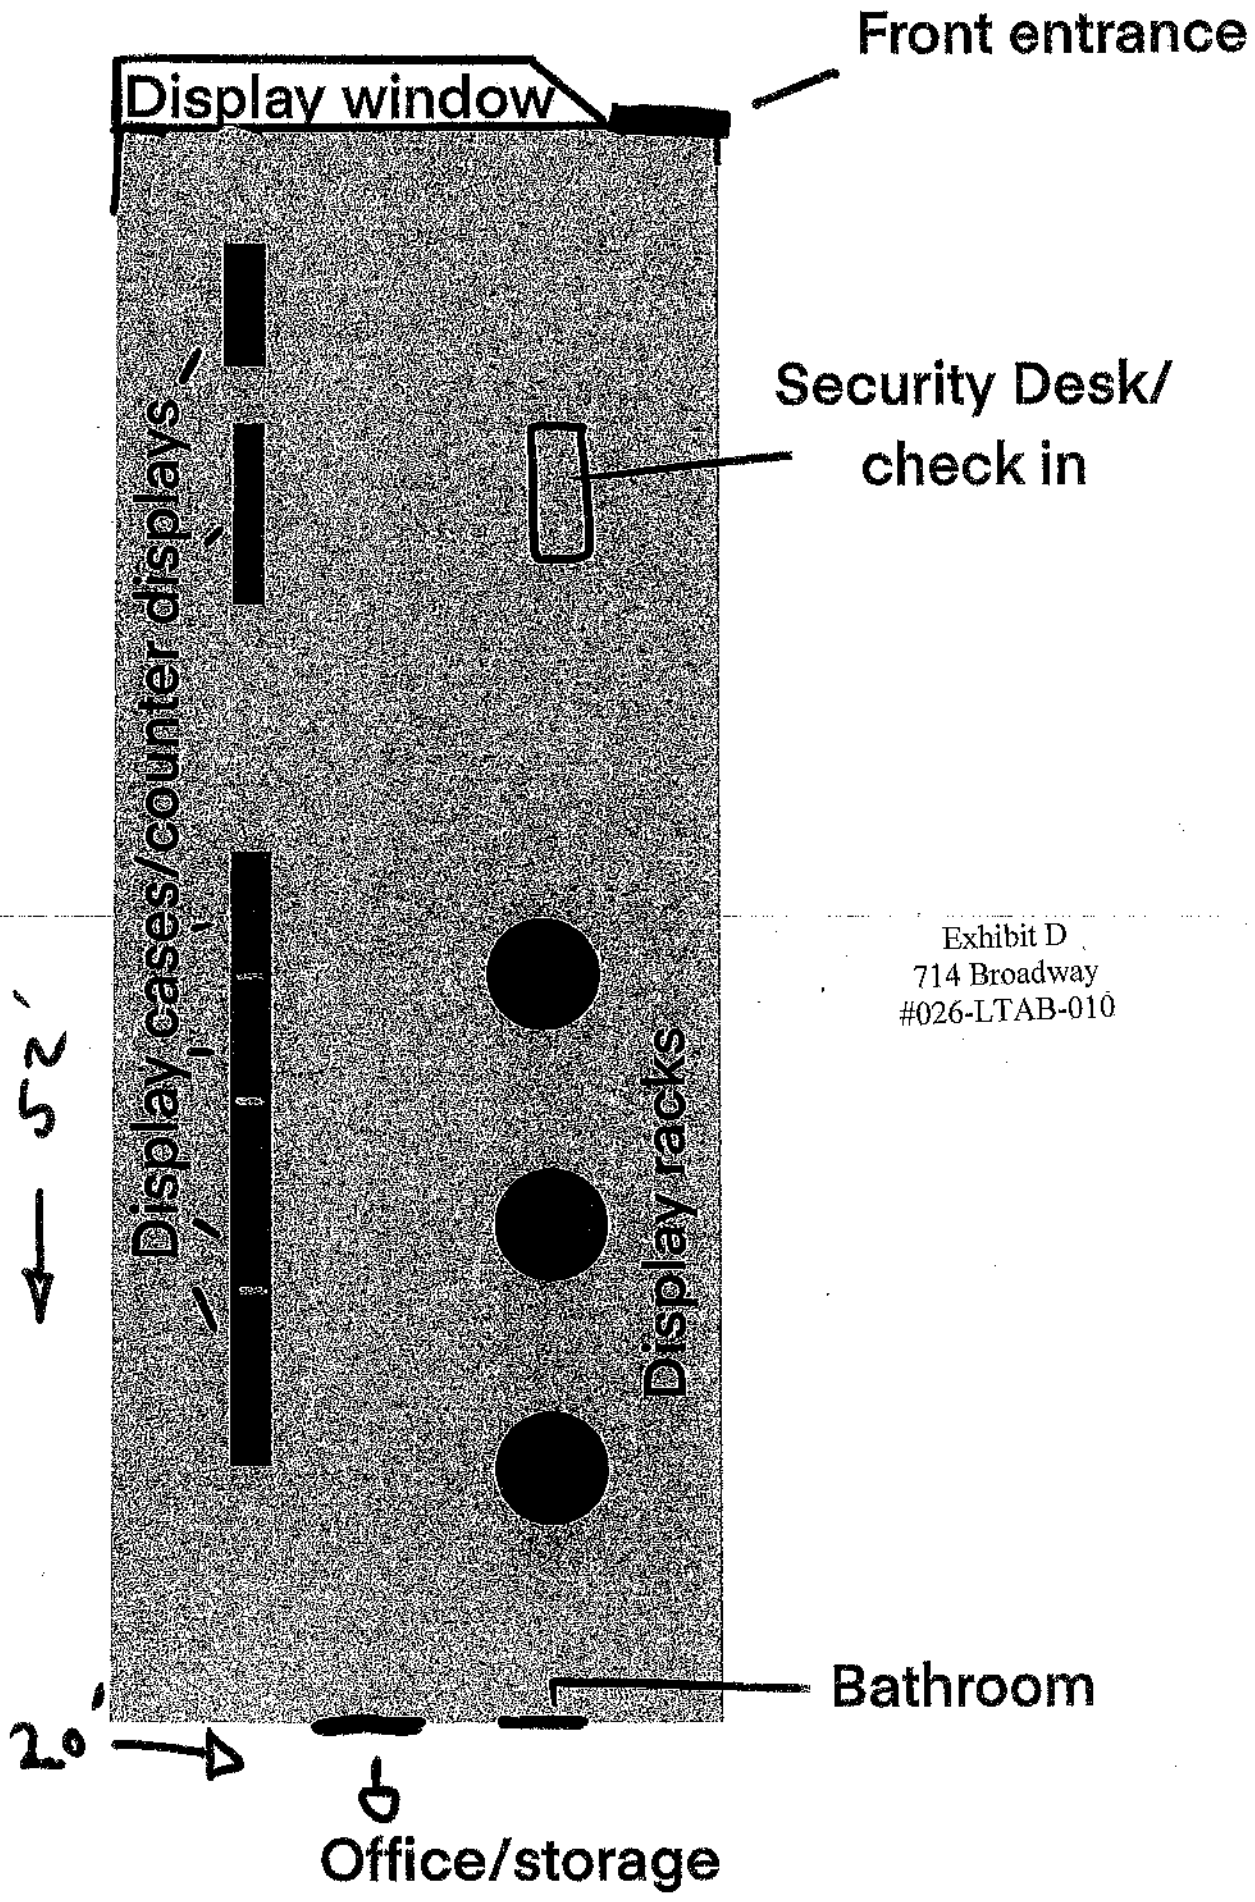 Front entrance
Display window
Security Desk/
check in
Display cases/counter displays
Exhibit D
714 Broadway
#026-LTAB-010
52'
Display racks
Bathroom
20'
Office/storage